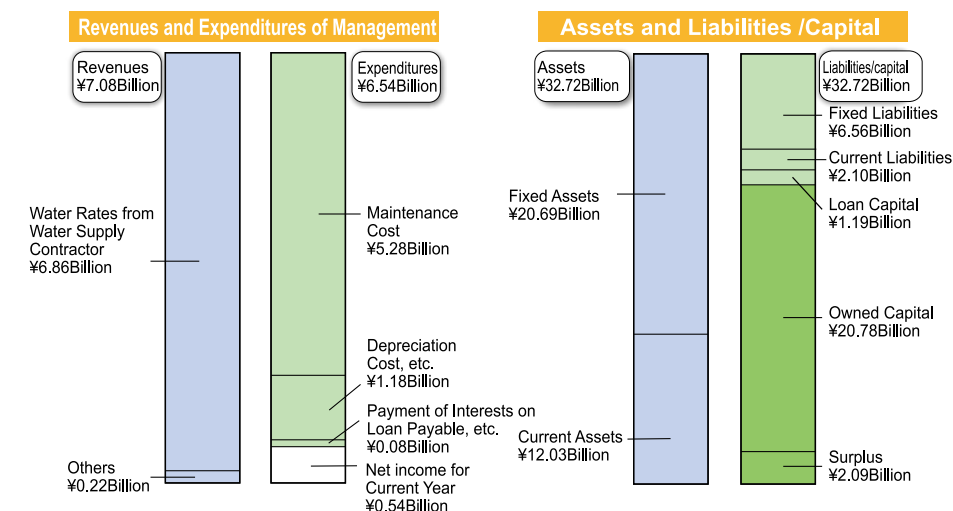 Revenues and Expenditures of Management
Revenues
¥7.08Billion
Expenditures
¥6.54Billion
Water Rates from
Water Supply
Contractor
¥6.86Billion
Others
¥0.22Billion
Maintenance
Cost
¥5.28Billion
Depreciation
Cost, etc.
¥1.18Billion
Payment of Interests on
Loan Payable, etc.
¥0.08Billion
Net income for
Current Year
¥0.54Billion
Assets and Liabilities /Capital
Assets
¥32.72Billion
Liabilities/capital
¥32.72Billion
Fixed Assets
¥20.69Billion
Current Assets
¥12.03Billion
Fixed Liabilities
¥6.56Billion
Current Liabilities
¥2.10Billion
Loan Capital
¥1.19Billion
Owned Capital
¥20.78Billion
Surplus
¥2.09Billion